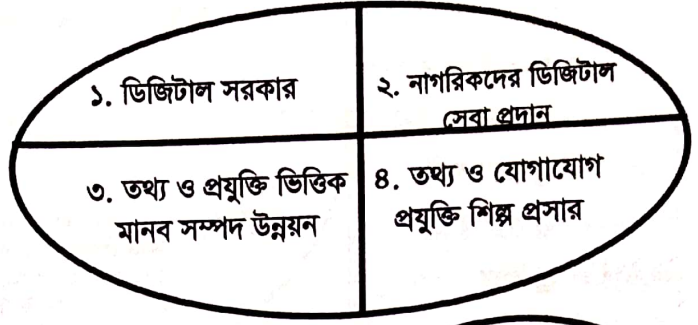 ১. ডিজিটাল সরকার
২. নাগরিকদের ডিজিটাল
সেবা প্রদান
৩. তথ্য ও প্রযুক্তি ভিত্তিক
মানব সম্পদ উন্নয়ন
৪. তথ্য ও যোগাযোগ
প্রযুক্তি শিল্প প্রসার